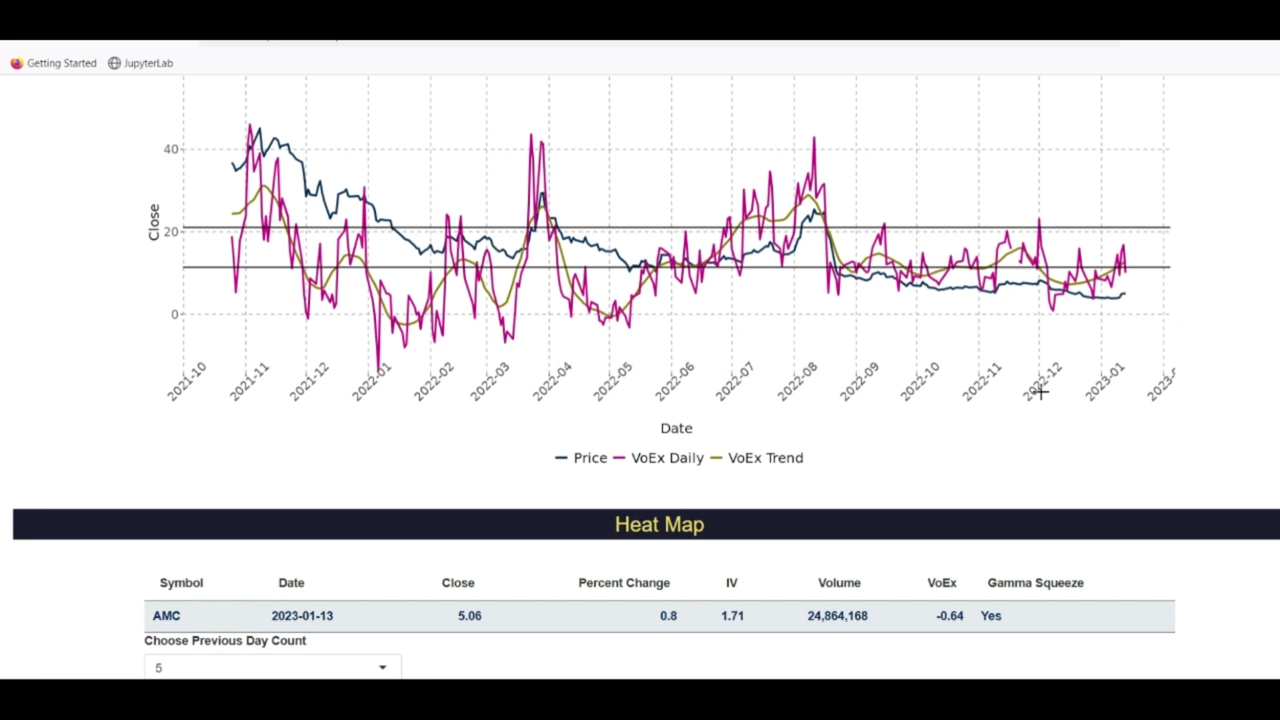 Getting Started JupyterLab
40
20
0
Close
2021-10 2021-11 2021-12 2022-01 2022-02 2022-03 2022-04 2022-05 2022-06 2022-07 2022-08 2022-09 2022-10 2022-11 2022-12 2023-01
Date
Price VoEx Daily VoEx Trend
Heat Map
Symbol Date Close Percent Change IV Volume VoEx Gamma Squeeze
AMC 2023-01-13 5.06 0.8 1.71 24,864,168 -0.64 Yes
Choose Previous Day Count
5